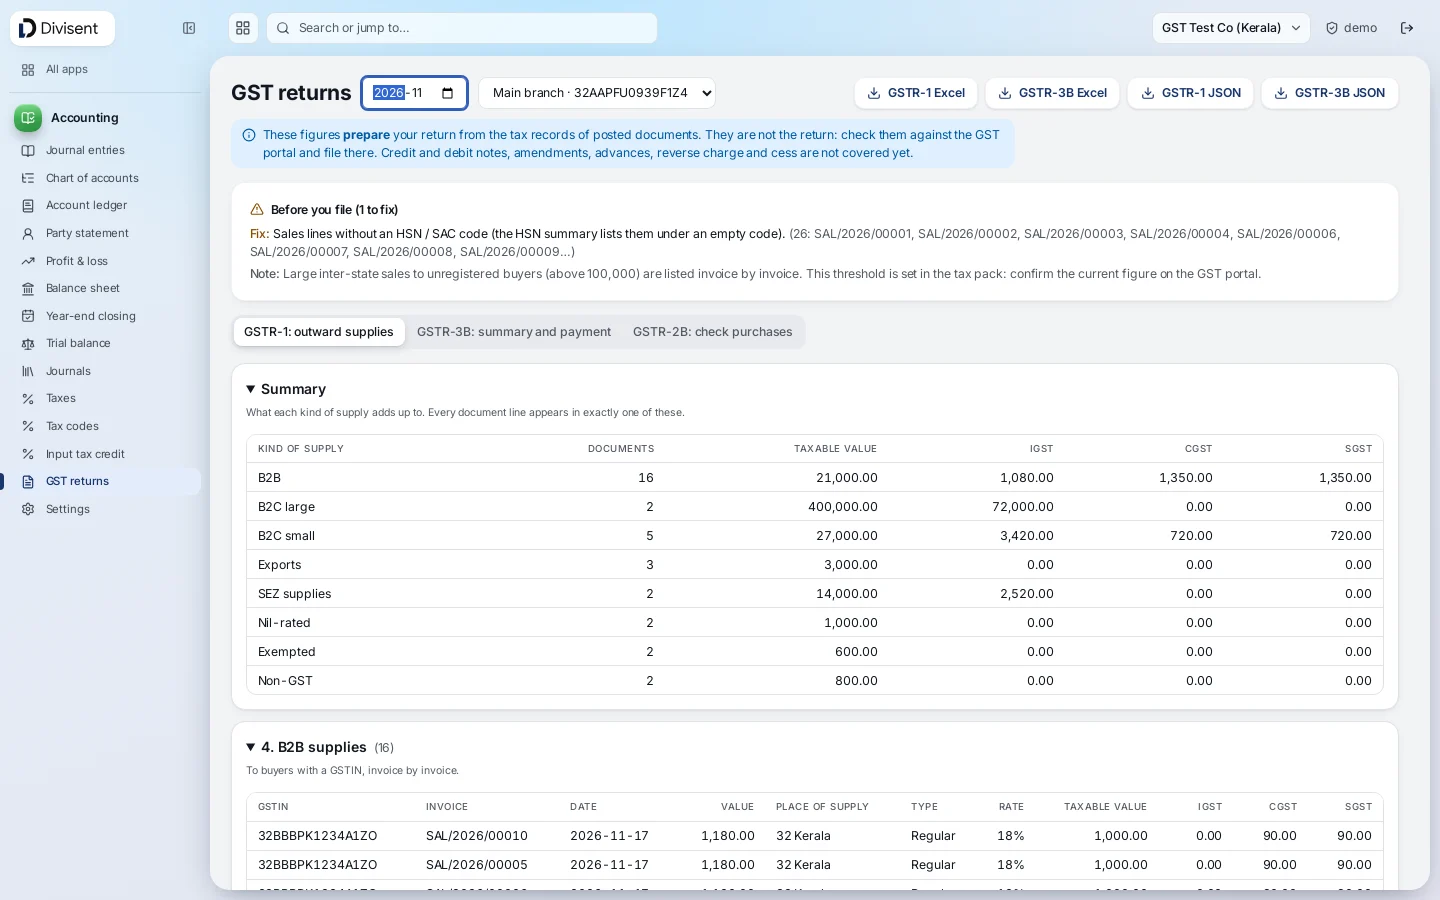 Divisent
Search or jump to...
GST Test Co (Kerala)
demo
All apps
Accounting
Journal entries
Chart of accounts
Account ledger
Party statement
Profit & loss
Balance sheet
Year-end closing
Trial balance
Journals
Taxes
Tax codes
Input tax credit
GST returns
Settings
GST returns
2026-11
Main branch · 32AAPFU0939F1Z4
GSTR-1 Excel
GSTR-3B Excel
GSTR-1 JSON
GSTR-3B JSON
These figures prepare your return from the tax records of posted documents. They are not the return: check them against the GST
portal and file there. Credit and debit notes, amendments, advances, reverse charge and cess are not covered yet.
Before you file (1 to fix)
Fix: Sales lines without an HSN / SAC code (the HSN summary lists them under an empty code). (26: SAL/2026/00001, SAL/2026/00002, SAL/2026/00003, SAL/2026/00004, SAL/2026/00006,
SAL/2026/00007, SAL/2026/00008, SAL/2026/00009...)
Note: Large inter-state sales to unregistered buyers (above 100,000) are listed invoice by invoice. This threshold is set in the tax pack: confirm the current figure on the GST portal.
GSTR-1: outward supplies GSTR-3B: summary and payment GSTR-2B: check purchases
Summary
What each kind of supply adds up to. Every document line appears in exactly one of these.
KIND OF SUPPLY DOCUMENTS TAXABLE VALUE IGST CGST SGST
B2B 16 21,000.00 1,080.00 1,350.00 1,350.00
B2C large 2 400,000.00 72,000.00 0.00 0.00
B2C small 5 27,000.00 3,420.00 720.00 720.00
Exports 3 3,000.00 0.00 0.00 0.00
SEZ supplies 2 14,000.00 2,520.00 0.00 0.00
Nil-rated 2 1,000.00 0.00 0.00 0.00
Exempted 2 600.00 0.00 0.00 0.00
Non-GST 2 800.00 0.00 0.00 0.00
4. B2B supplies (16)
To buyers with a GSTIN, invoice by invoice.
GSTIN INVOICE DATE VALUE PLACE OF SUPPLY TYPE RATE TAXABLE VALUE IGST CGST SGST
32BBBPK1234A1ZO SAL/2026/00010 2026-11-17 1,180.00 32 Kerala Regular 18% 1,000.00 0.00 90.00 90.00
32BBBPK1234A1ZO SAL/2026/00005 2026-11-17 1,180.00 32 Kerala Regular 18% 1,000.00 0.00 90.00 90.00